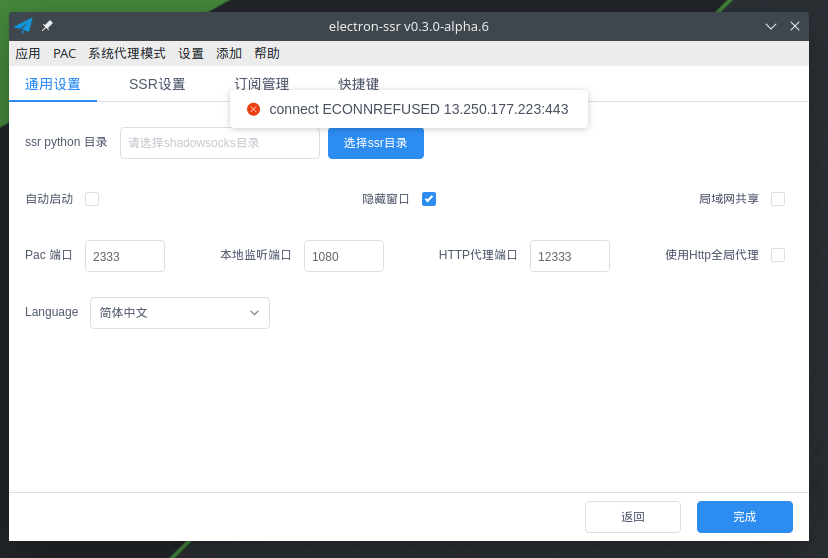 electron-ssr v0.3.0-alpha.6
应用 PAC 系统代理模式 设置 添加 帮助
通用设置 SSR设置 订阅管理 快捷键
connect ECONNREFUSED 13.250.177.223:443
ssr python 目录 请选择shadowsocks目录 选择ssr目录
自动启动 隐藏窗口 局域网共享
Pac 端口 2333 本地监听端口 1080 HTTP代理端口 12333 使用Http全局代理
Language 简体中文
返回 完成